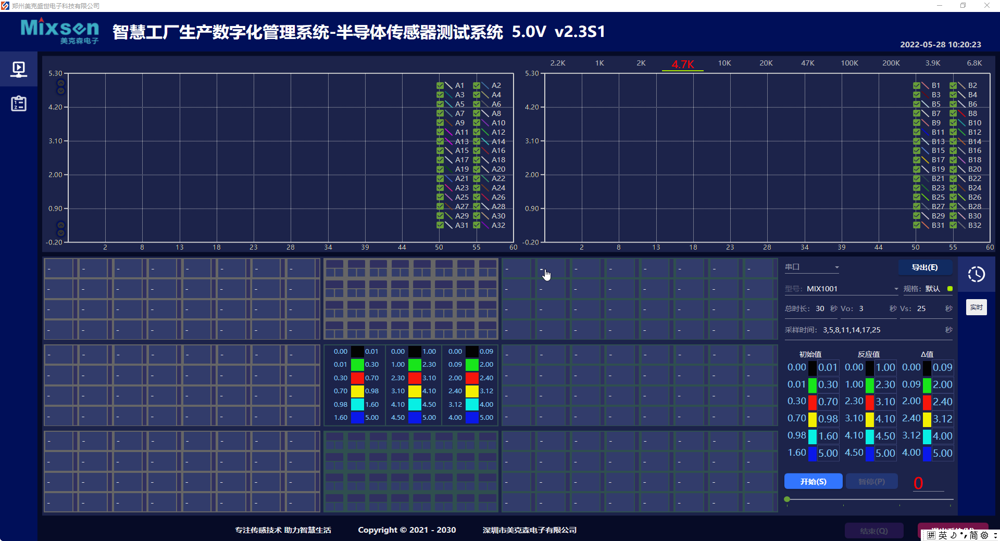 郑州美克盛世电子科技有限公司
Mixsen
美克森电子
智慧工厂生产数字化管理系统-半导体传感器测试系统 5.0V v2.3S1
2022-05-28 10:20:23
2.2K 1K 2K 4.7K 10K 20K 47K 100K 200K 3.9K 6.8K
5.30
4.20
3.10
2.00
0.90
-0.20
2 8 13 18 23 28 34 39 44 50 55 60
A1 A2
A3 A4
A5 A6
A7 A8
A9 A10
A11 A12
A13 A14
A15 A16
A17 A18
A19 A20
A21 A22
A23 A24
A25 A26
A27 A28
A29 A30
A31 A32
5.30
4.20
3.10
2.00
0.90
-0.20
2 8 13 18 23 28 34 39 44 50 55 60
B1 B2
B3 B4
B5 B6
B7 B8
B9 B10
B11 B12
B13 B14
B15 B16
B17 B18
B19 B20
B21 B22
B23 B24
B25 B26
B27 B28
B29 B30
B31 B32
0.00 0.01 0.00 1.00 0.00 0.09
0.01 0.30 1.00 2.30 0.09 2.00
0.30 0.70 2.30 3.10 2.00 2.40
0.70 0.98 3.10 4.10 2.40 3.12
0.98 1.60 4.10 4.50 3.12 4.00
1.60 5.00 4.50 5.00 4.00 5.00
串口 导出(E)
型号: MIX1001 规格: 默认
实时
总时长: 30 秒 Vo: 3 秒 Vs: 25 秒
采样时间: 3,5,8,11,14,17,25 秒
初始值 反应值 Δ值
0.00 0.01 0.00 1.00 0.00 0.09
0.01 0.30 1.00 2.30 0.09 2.00
0.30 0.70 2.30 3.10 2.00 2.40
0.70 0.98 3.10 4.10 2.40 3.12
0.98 1.60 4.10 4.50 3.12 4.00
1.60 5.00 4.50 5.00 4.00 5.00
开始(S) 暂停(P) 0
专注传感技术 助力智慧生活 Copyright © 2021 - 2030 深圳市美克森电子有限公司
结束(Q)
拼 英 简